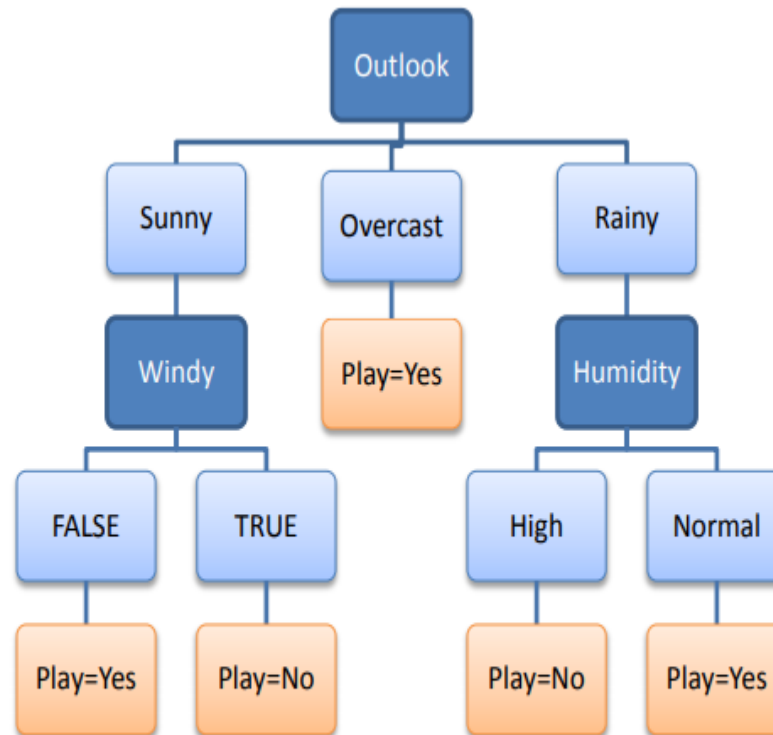 Outlook
Sunny
Overcast
Rainy
Windy
Play=Yes
Humidity
FALSE
TRUE
High
Normal
Play=Yes
Play=No
Play=No
Play=Yes